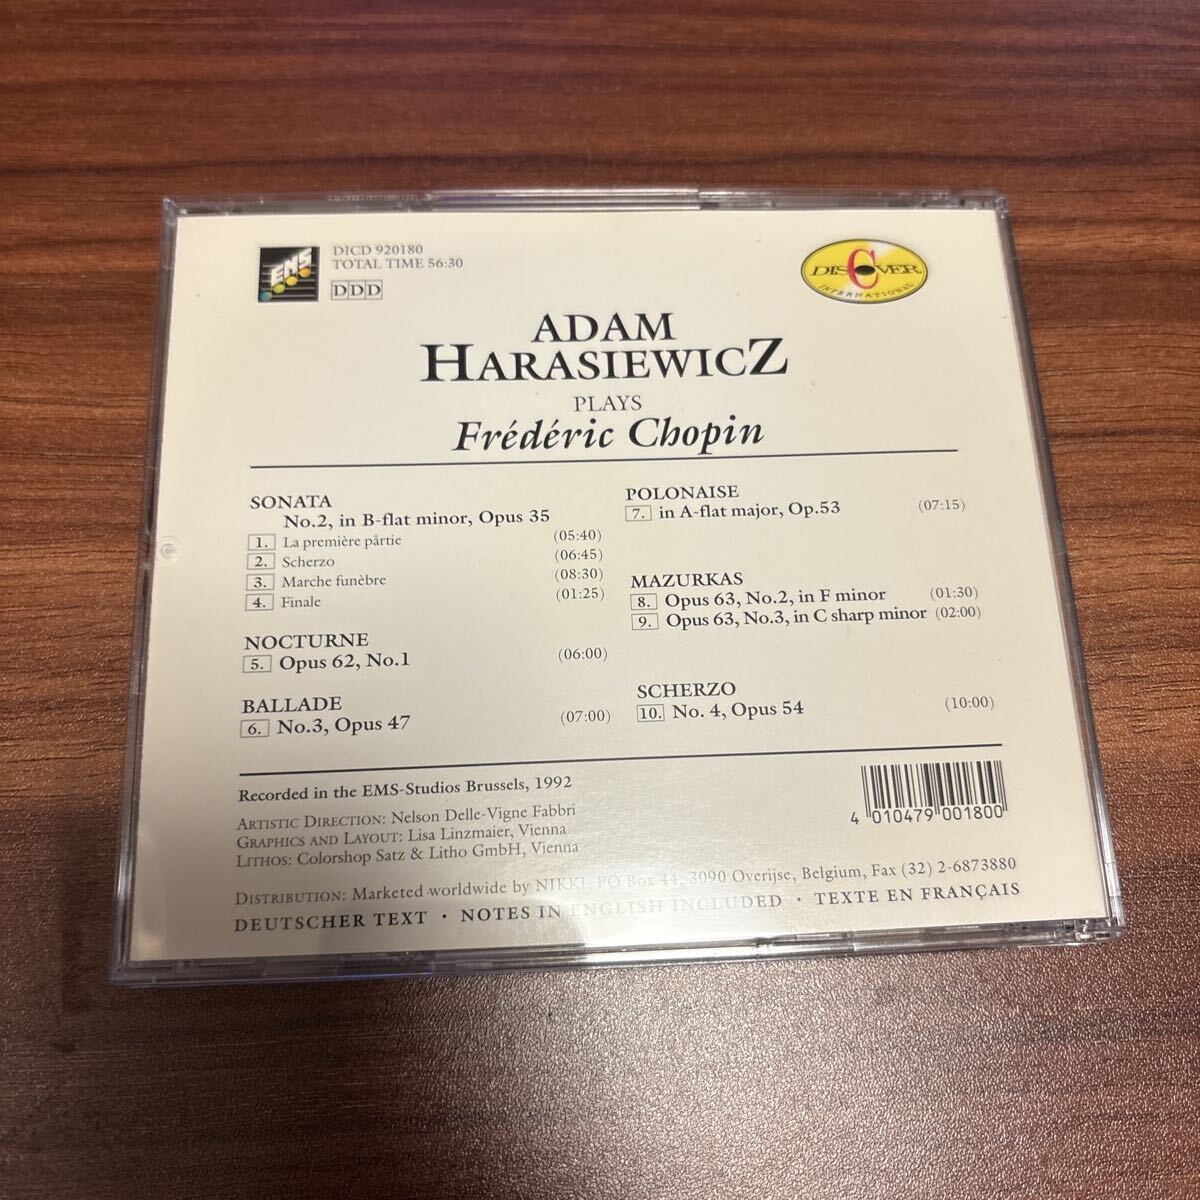 EMS
DICD 920180
TOTAL TIME 56:30
DDD
DISCOVER
INTERNATIONAL
ADAM
HARASIEWICZ
PLAYS
Frédéric Chopin
SONATA
No.2, in B-flat minor, Opus 35
1. La première pârtie (05:40)
2. Scherzo (06:45)
3. Marche funèbre (08:30)
4. Finale (01:25)
NOCTURNE
5. Opus 62, No.1 (06:00)
BALLADE
6. No.3, Opus 47 (07:00)
POLONAISE
7. in A-flat major, Op.53 (07:15)
MAZURKAS
8. Opus 63, No.2, in F minor (01:30)
9. Opus 63, No.3, in C sharp minor (02:00)
SCHERZO
10. No. 4, Opus 54 (10:00)
Recorded in the EMS-Studios Brussels, 1992
ARTISTIC DIRECTION: Nelson Delle-Vigne Fabbri
GRAPHICS AND LAYOUT: Lisa Linzmaier, Vienna
LITHOS: Colorshop Satz & Litho GmbH, Vienna
4 010479 001800
DISTRIBUTION: Marketed worldwide by NIKKI, PO Box 44, 3090 Overijse, Belgium, Fax (32) 2-6873880
DEUTSCHER TEXT · NOTES IN ENGLISH INCLUDED · TEXTE EN FRANÇAIS